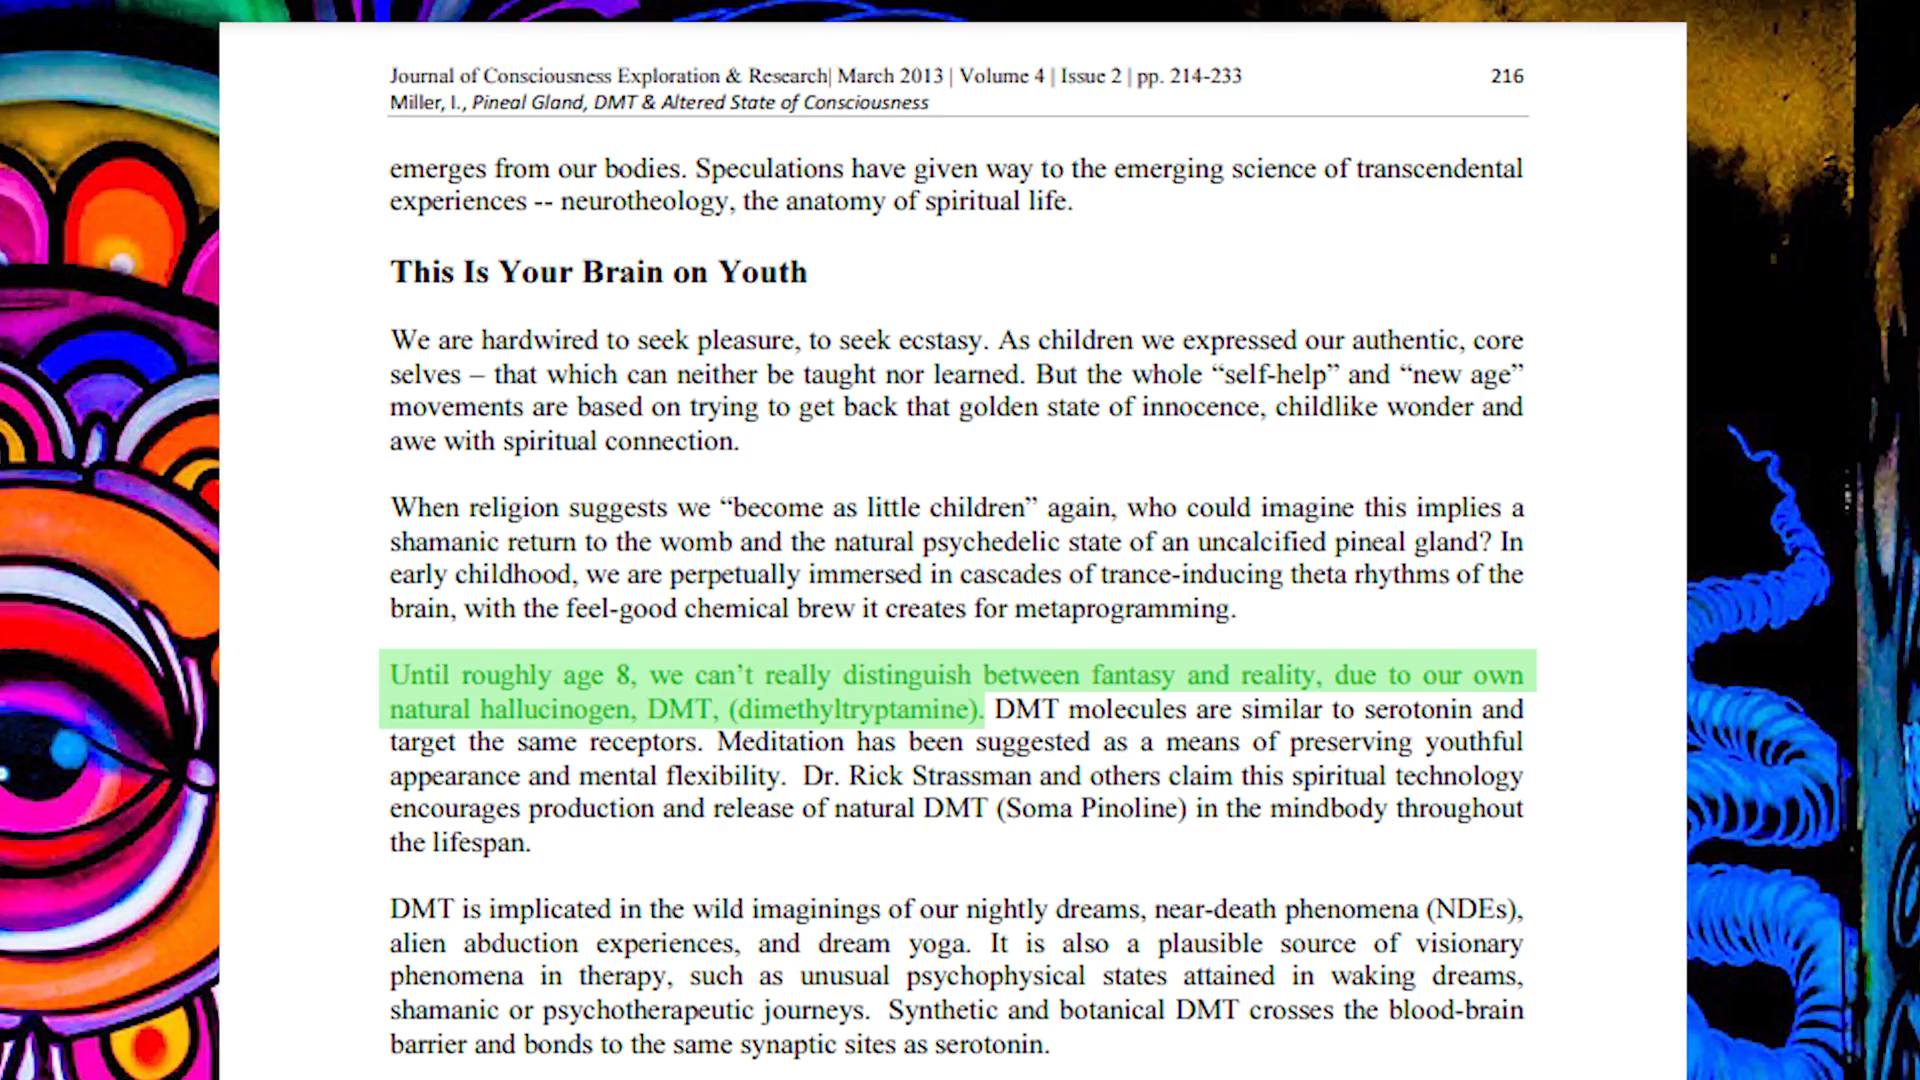 Journal of Consciousness Exploration & Research| March 2013 | Volume 4 | Issue 2 | pp. 214-233 216
Miller, I., Pineal Gland, DMT & Altered State of Consciousness
emerges from our bodies. Speculations have given way to the emerging science of transcendental
experiences -- neurotheology, the anatomy of spiritual life.
This Is Your Brain on Youth
We are hardwired to seek pleasure, to seek ecstasy. As children we expressed our authentic, core
selves – that which can neither be taught nor learned. But the whole “self-help” and “new age”
movements are based on trying to get back that golden state of innocence, childlike wonder and
awe with spiritual connection.
When religion suggests we “become as little children” again, who could imagine this implies a
shamanic return to the womb and the natural psychedelic state of an uncalcified pineal gland? In
early childhood, we are perpetually immersed in cascades of trance-inducing theta rhythms of the
brain, with the feel-good chemical brew it creates for metaprogramming.
Until roughly age 8, we can’t really distinguish between fantasy and reality, due to our own
natural hallucinogen, DMT, (dimethyltryptamine). DMT molecules are similar to serotonin and
target the same receptors. Meditation has been suggested as a means of preserving youthful
appearance and mental flexibility. Dr. Rick Strassman and others claim this spiritual technology
encourages production and release of natural DMT (Soma Pinoline) in the mindbody throughout
the lifespan.
DMT is implicated in the wild imaginings of our nightly dreams, near-death phenomena (NDEs),
alien abduction experiences, and dream yoga. It is also a plausible source of visionary
phenomena in therapy, such as unusual psychophysical states attained in waking dreams,
shamanic or psychotherapeutic journeys. Synthetic and botanical DMT crosses the blood-brain
barrier and bonds to the same synaptic sites as serotonin.